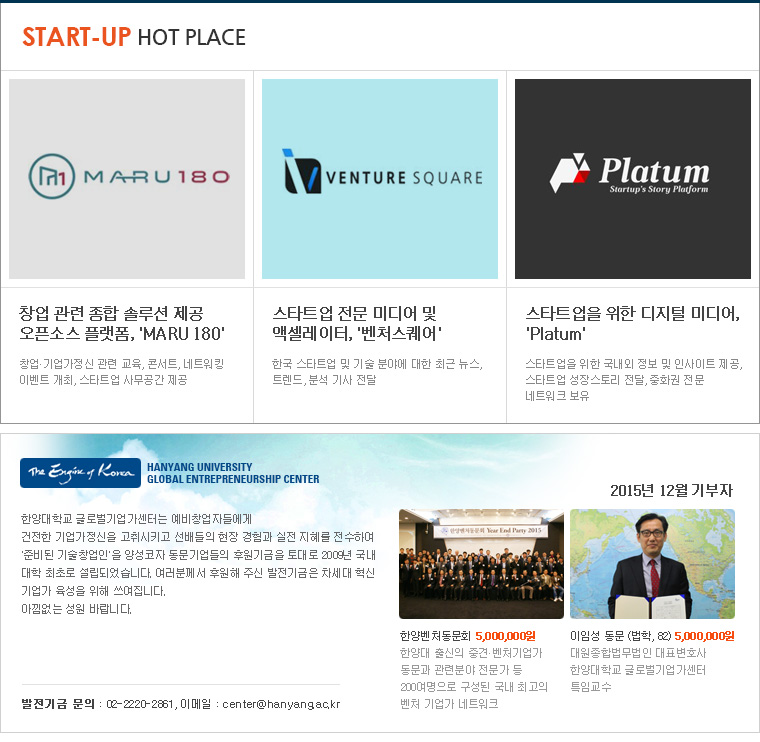 START-UP HOT PLACE
MARU 180
VENTURE SQUARE
Platum
Startup's Story Platform
창업 관련 종합 솔루션 제공
오픈소스 플랫폼, 'MARU 180'
창업·기업가정신 관련 교육, 콘서트, 네트워킹
이벤트 개최, 스타트업 사무공간 제공
스타트업 전문 미디어 및
액셀레이터, '벤처스퀘어'
한국 스타트업 및 기술 분야에 대한 최근 뉴스,
트렌드, 분석 기사 전달
스타트업을 위한 디지털 미디어,
'Platum'
스타트업을 위한 국내외 정보 및 인사이트 제공,
스타트업 성장스토리 전달, 중화권 전문
네트워크 보유
The Engine of Korea
HANYANG UNIVERSITY
GLOBAL ENTREPRENEURSHIP CENTER
한양대학교 글로벌기업가센터는 예비창업자들에게
건전한 기업가정신을 고취시키고 선배들의 현장 경험과 실전 지혜를 전수하여
'준비된 기술창업인'을 양성코자 동문기업들의 후원기금을 토대로 2009년 국내
대학 최초로 설립되었습니다. 여러분께서 후원해 주신 발전기금은 차세대 혁신
기업가 육성을 위해 쓰여집니다.
아낌없는 성원 바랍니다.
발전기금 문의 : 02-2220-2861, 이메일 : center@hanyang.ac.kr
2015년 12월 기부자
한양벤처동문회 Year End Party 2015
한양벤처동문회 5,000,000원
한양대 출신의 중견·벤처기업가
동문과 관련분야 전문가 등
200여명으로 구성된 국내 최고의
벤처 기업가 네트워크
이임성 동문 (법학, 82) 5,000,000원
대원종합법무법인 대표변호사
한양대학교 글로벌기업가센터
특임교수